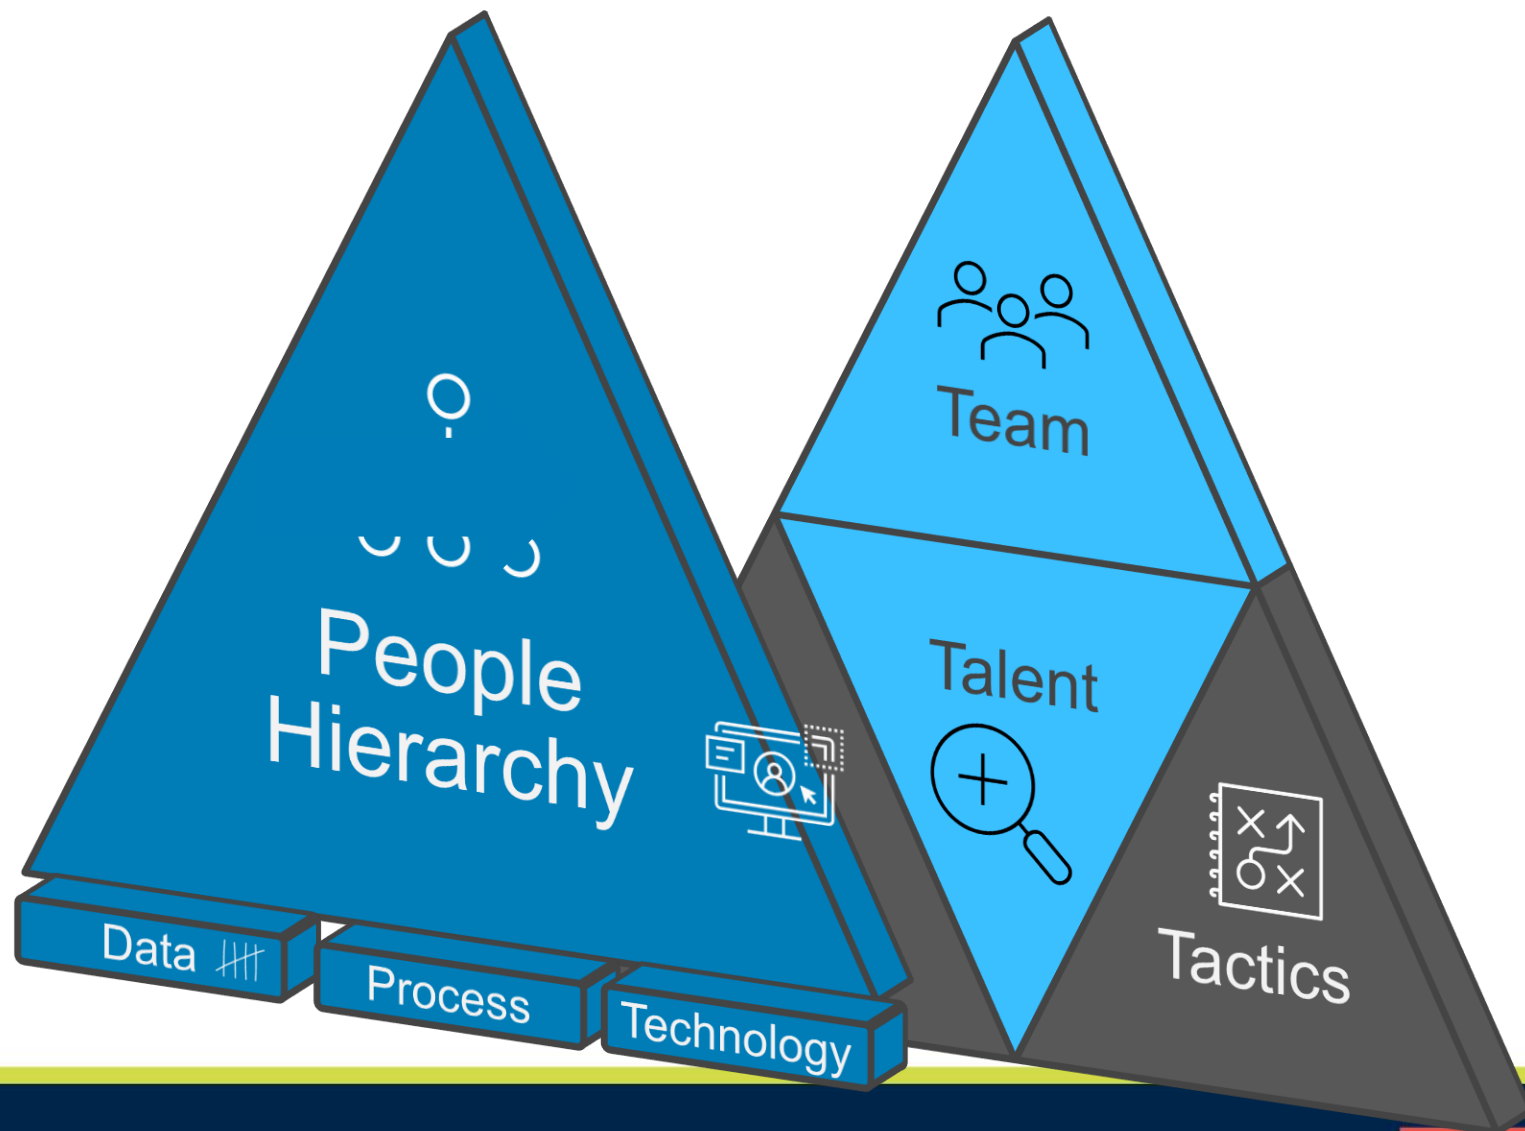 People
Hierarchy
Data
Process
Technology
Team
Talent
Tactics